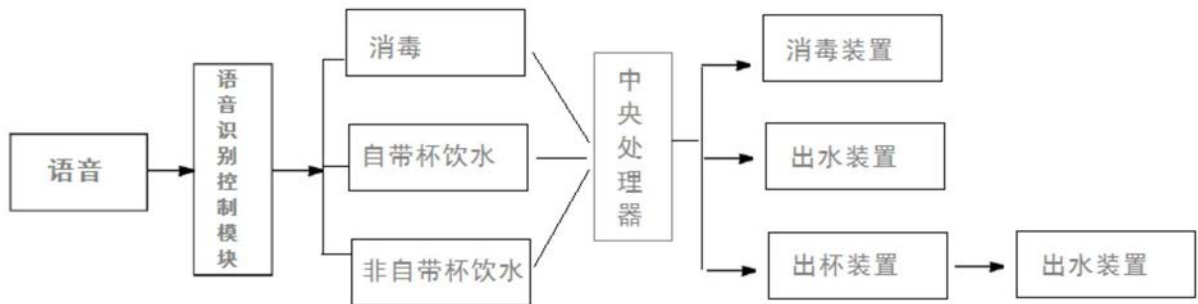 语音
语音识别控制模块
消毒
自带杯饮水
非自带杯饮水
中央处理器
消毒装置
出水装置
出杯装置
出水装置